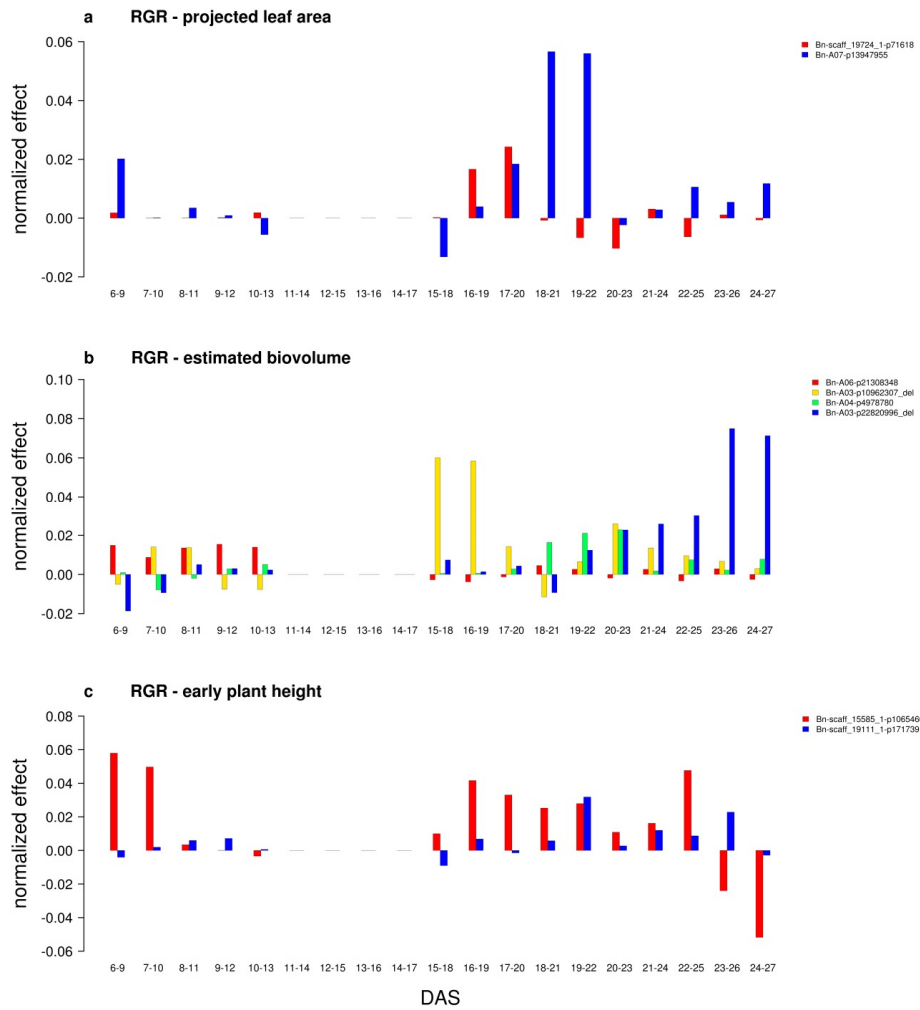 a RGR - projected leaf area
Bn-scaff_19724_1-p71618
Bn-A07-p13947955
normalized effect
0.06
0.04
0.02
0.00
-0.02
6-9 7-10 8-11 9-12 10-13 11-14 12-15 13-16 14-17 15-18 16-19 17-20 18-21 19-22 20-23 21-24 22-25 23-26 24-27
b RGR - estimated biovolume
Bn-A06-p21308348
Bn-A03-p10962307_del
Bn-A04-p4978780
Bn-A03-p22820996_del
normalized effect
0.10
0.08
0.06
0.04
0.02
0.00
-0.02
6-9 7-10 8-11 9-12 10-13 11-14 12-15 13-16 14-17 15-18 16-19 17-20 18-21 19-22 20-23 21-24 22-25 23-26 24-27
c RGR - early plant height
Bn-scaff_15585_1-p106546
Bn-scaff_19111_1-p171739
normalized effect
0.08
0.06
0.04
0.02
0.00
-0.02
-0.04
-0.06
6-9 7-10 8-11 9-12 10-13 11-14 12-15 13-16 14-17 15-18 16-19 17-20 18-21 19-22 20-23 21-24 22-25 23-26 24-27
DAS